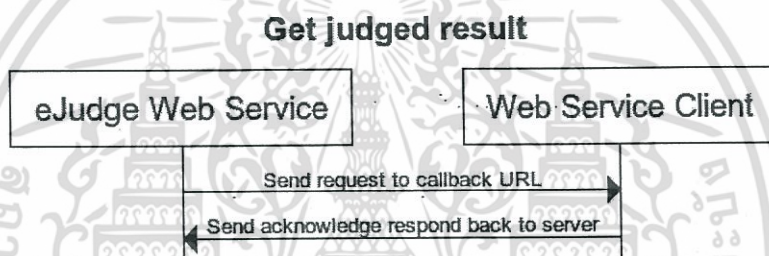 Get judged result
eJudge Web Service
Web Service Client
Send request to callback URL
Send acknowledge respond back to server